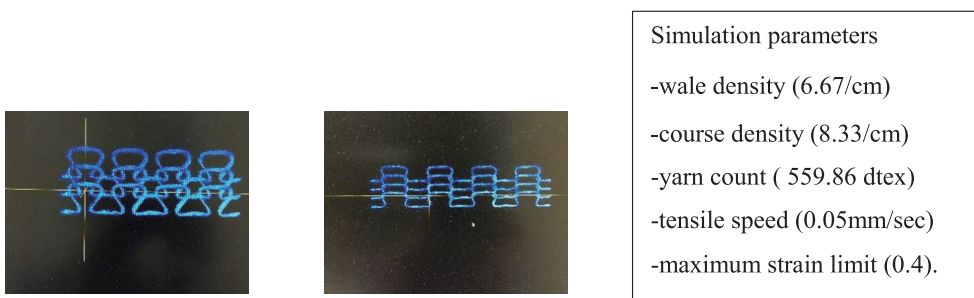 Simulation parameters
-wale density (6.67/cm)
-course density (8.33/cm)
-yarn count ( 559.86 dtex)
-tensile speed (0.05mm/sec)
-maximum strain limit (0.4).